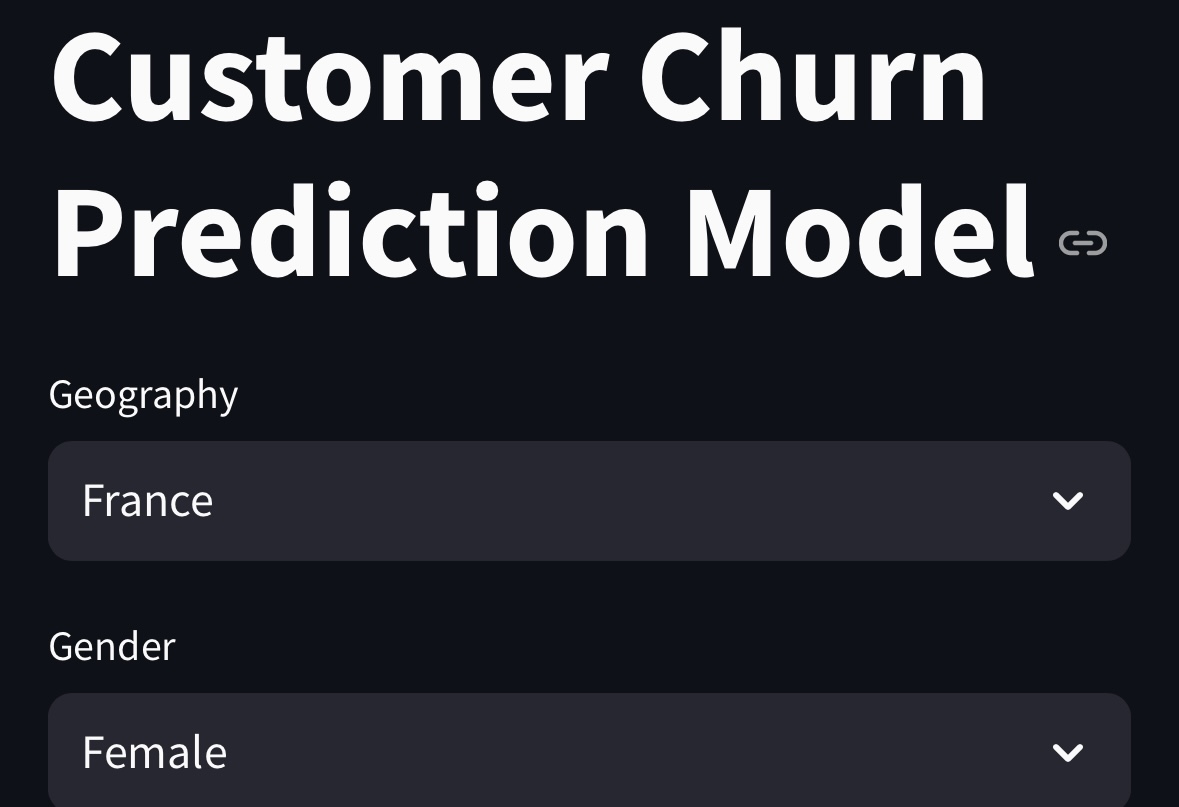 Customer Churn
Prediction Model
Geography
France
Gender
Female